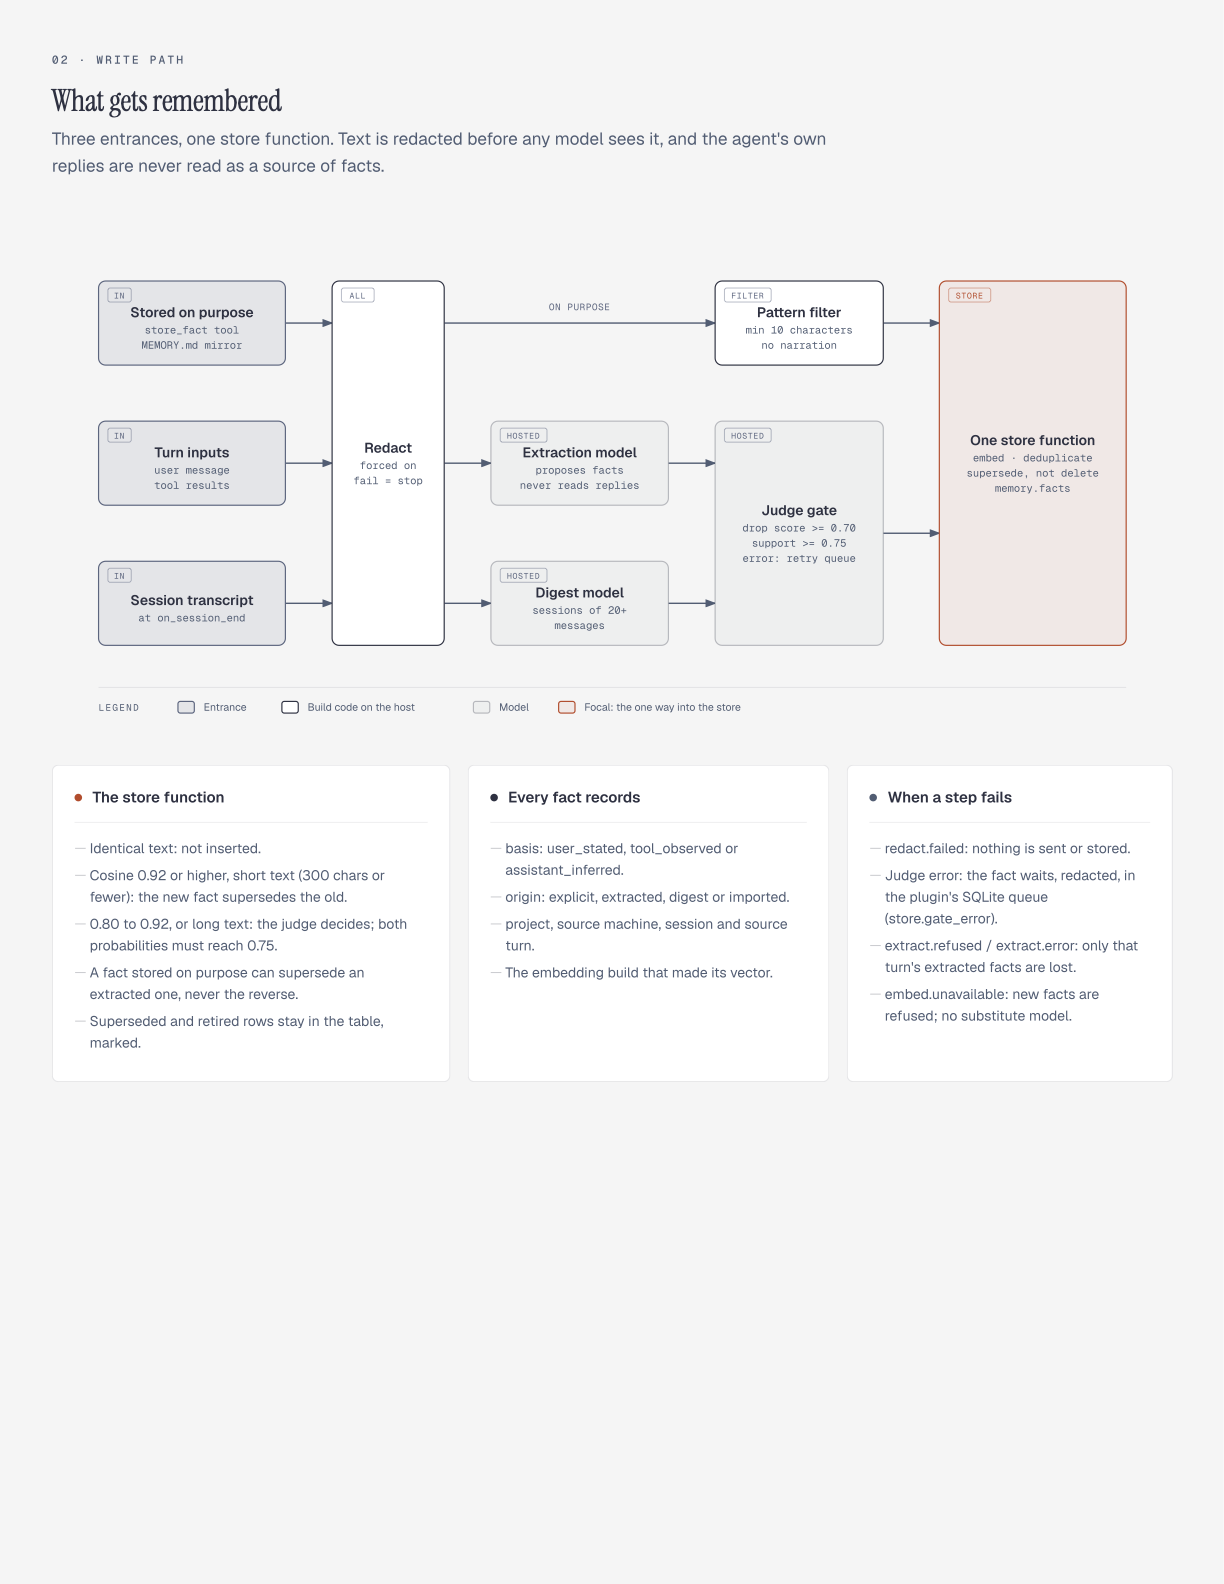 02 · WRITE PATH
What gets remembered
Three entrances, one store function. Text is redacted before any model sees it, and the agent's own
replies are never read as a source of facts.
IN
Stored on purpose
store_fact tool
MEMORY.md mirror
ALL
Redact
forced on
fail = stop
ON PURPOSE
FILTER
Pattern filter
min 10 characters
no narration
STORE
One store function
embed · deduplicate
supersede, not delete
memory.facts
IN
Turn inputs
user message
tool results
HOSTED
Extraction model
proposes facts
never reads replies
HOSTED
Judge gate
drop score >= 0.70
support >= 0.75
error: retry queue
IN
Session transcript
at on_session_end
HOSTED
Digest model
sessions of 20+
messages
LEGEND
Entrance
Build code on the host
Model
Focal: the one way into the store
The store function
— Identical text: not inserted.
— Cosine 0.92 or higher, short text (300 chars or
fewer): the new fact supersedes the old.
— 0.80 to 0.92, or long text: the judge decides; both
probabilities must reach 0.75.
— A fact stored on purpose can supersede an
extracted one, never the reverse.
— Superseded and retired rows stay in the table,
marked.
Every fact records
— basis: user_stated, tool_observed or
assistant_inferred.
— origin: explicit, extracted, digest or imported.
— project, source machine, session and source
turn.
— The embedding build that made its vector.
When a step fails
— redact.failed: nothing is sent or stored.
— Judge error: the fact waits, redacted, in
the plugin's SQLite queue
(store.gate_error).
— extract.refused / extract.error: only that
turn's extracted facts are lost.
— embed.unavailable: new facts are
refused; no substitute model.